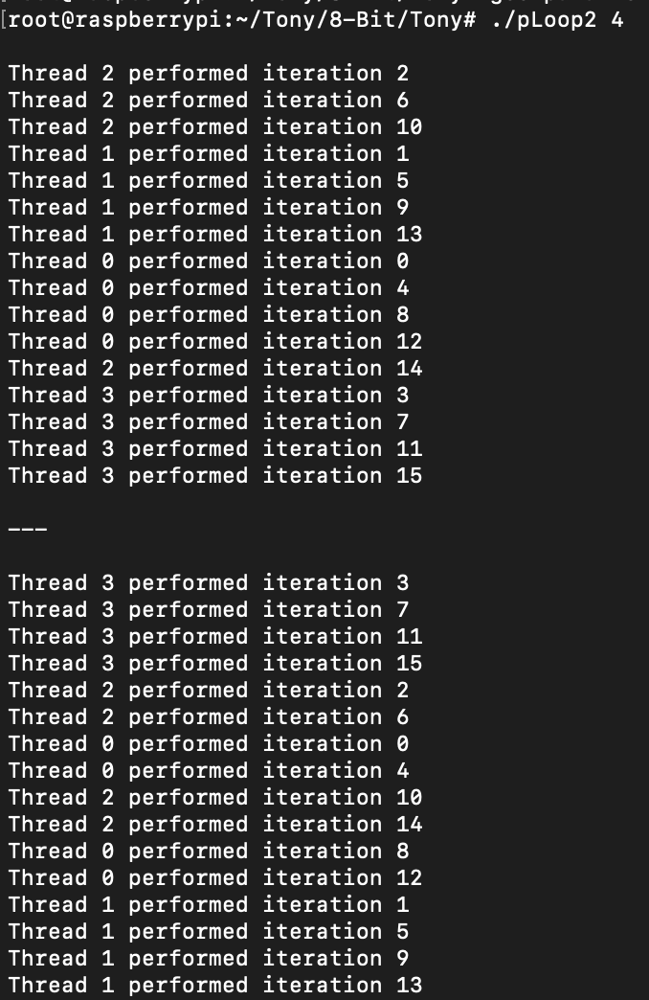 [root@raspberrypi:~/Tony/8-Bit/Tony# ./pLoop2 4
Thread 2 performed iteration 2
Thread 2 performed iteration 6
Thread 2 performed iteration 10
Thread 1 performed iteration 1
Thread 1 performed iteration 5
Thread 1 performed iteration 9
Thread 1 performed iteration 13
Thread 0 performed iteration 0
Thread 0 performed iteration 4
Thread 0 performed iteration 8
Thread 0 performed iteration 12
Thread 2 performed iteration 14
Thread 3 performed iteration 3
Thread 3 performed iteration 7
Thread 3 performed iteration 11
Thread 3 performed iteration 15
---
Thread 3 performed iteration 3
Thread 3 performed iteration 7
Thread 3 performed iteration 11
Thread 3 performed iteration 15
Thread 2 performed iteration 2
Thread 2 performed iteration 6
Thread 0 performed iteration 0
Thread 0 performed iteration 4
Thread 2 performed iteration 10
Thread 2 performed iteration 14
Thread 0 performed iteration 8
Thread 0 performed iteration 12
Thread 1 performed iteration 1
Thread 1 performed iteration 5
Thread 1 performed iteration 9
Thread 1 performed iteration 13